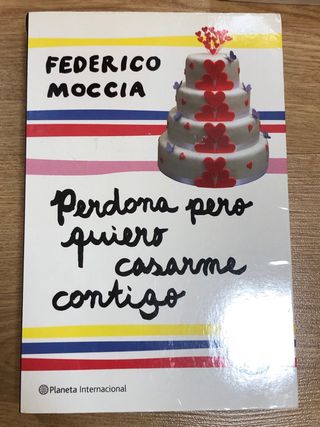 FEDERICO
MOCCIA
Perdona pero
quiero
casarme
contigo
Planeta Internacional